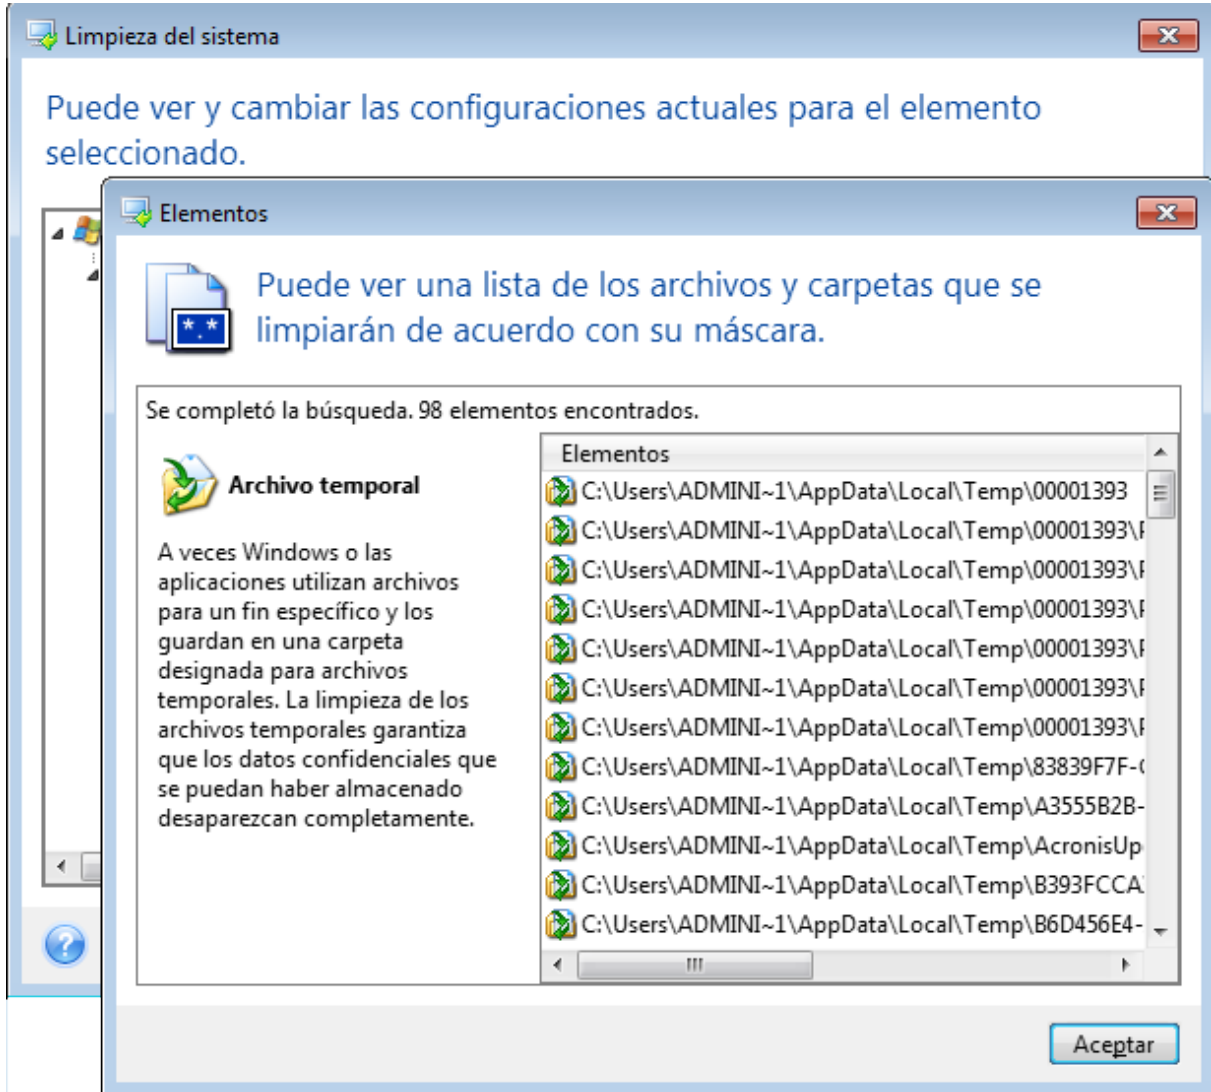 Limpieza del sistema
Puede ver y cambiar las configuraciones actuales para el elemento
seleccionado.
Elementos
Puede ver una lista de los archivos y carpetas que se
limpiarán de acuerdo con su máscara.
*.*
Se completó la búsqueda. 98 elementos encontrados.
Archivo temporal
A veces Windows o las
aplicaciones utilizan archivos
para un fin específico y los
guardan en una carpeta
designada para archivos
temporales. La limpieza de los
archivos temporales garantiza
que los datos confidenciales que
se puedan haber almacenado
desaparezcan completamente.
Elementos
C:\Users\ADMINI~1\AppData\Local\Temp\00001393
C:\Users\ADMINI~1\AppData\Local\Temp\00001393\
C:\Users\ADMINI~1\AppData\Local\Temp\00001393\
C:\Users\ADMINI~1\AppData\Local\Temp\00001393\
C:\Users\ADMINI~1\AppData\Local\Temp\00001393\
C:\Users\ADMINI~1\AppData\Local\Temp\00001393\
C:\Users\ADMINI~1\AppData\Local\Temp\00001393\
C:\Users\ADMINI~1\AppData\Local\Temp\83839F7F-
C:\Users\ADMINI~1\AppData\Local\Temp\A3555B2B-
C:\Users\ADMINI~1\AppData\Local\Temp\AcronisUp
C:\Users\ADMINI~1\AppData\Local\Temp\B393FCCA
C:\Users\ADMINI~1\AppData\Local\Temp\B6D456E4-
?
Aceptar